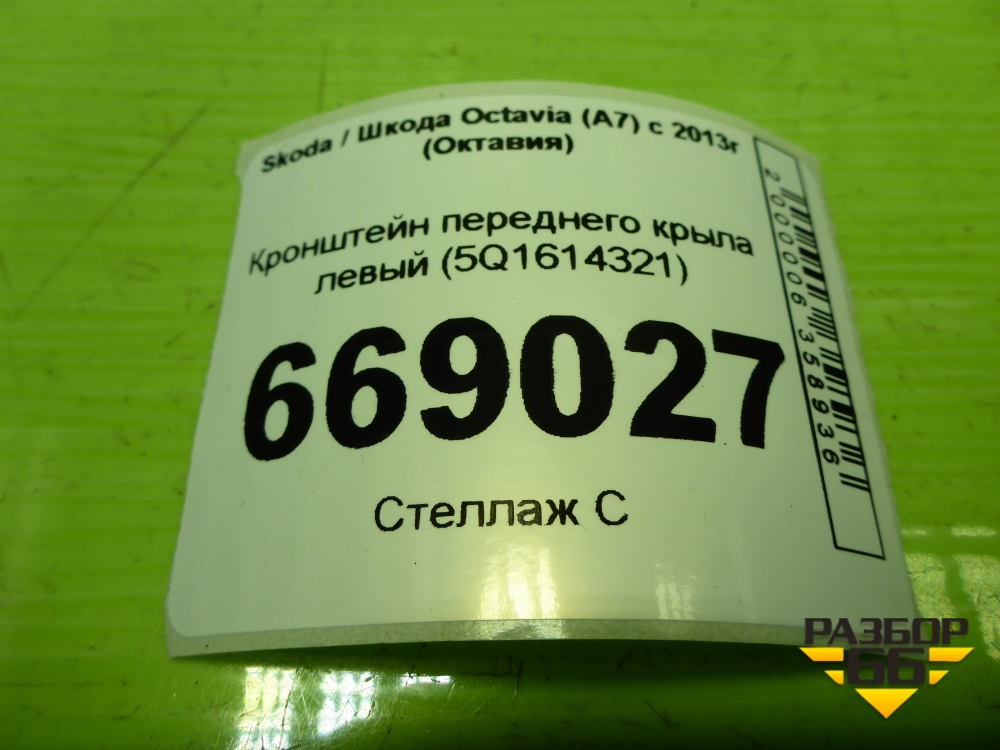 Skoda / Шкода Octavia (A7) с 2013г
(Октавия)
Кронштейн переднего крыла
левый (5Q1614321)
669027
Стеллаж С
2000006358936
РАЗБОР
66